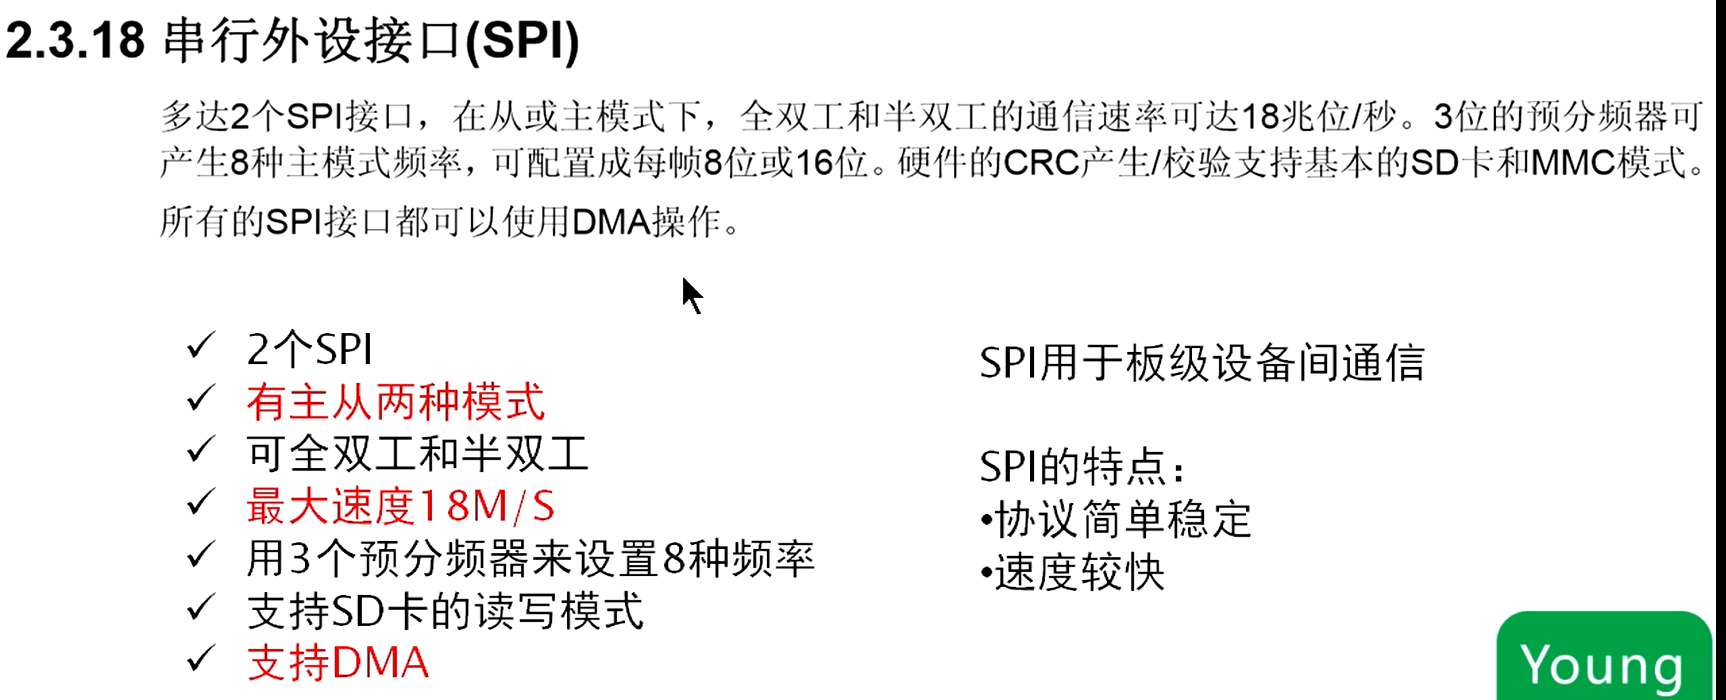 2.3.18 串行外设接口(SPI)
多达2个SPI接口，在从或主模式下，全双工和半双工的通信速率可达18兆位/秒。3位的预分频器可
产生8种主模式频率，可配置成每帧8位或16位。硬件的CRC产生/校验支持基本的SD卡和MMC模式。
所有的SPI接口都可以使用DMA操作。
✓ 2个SPI
✓ 有主从两种模式
✓ 可全双工和半双工
✓ 最大速度18M/S
✓ 用3个预分频器来设置8种频率
✓ 支持SD卡的读写模式
✓ 支持DMA
SPI用于板级设备间通信
SPI的特点：
•协议简单稳定
•速度较快
Young